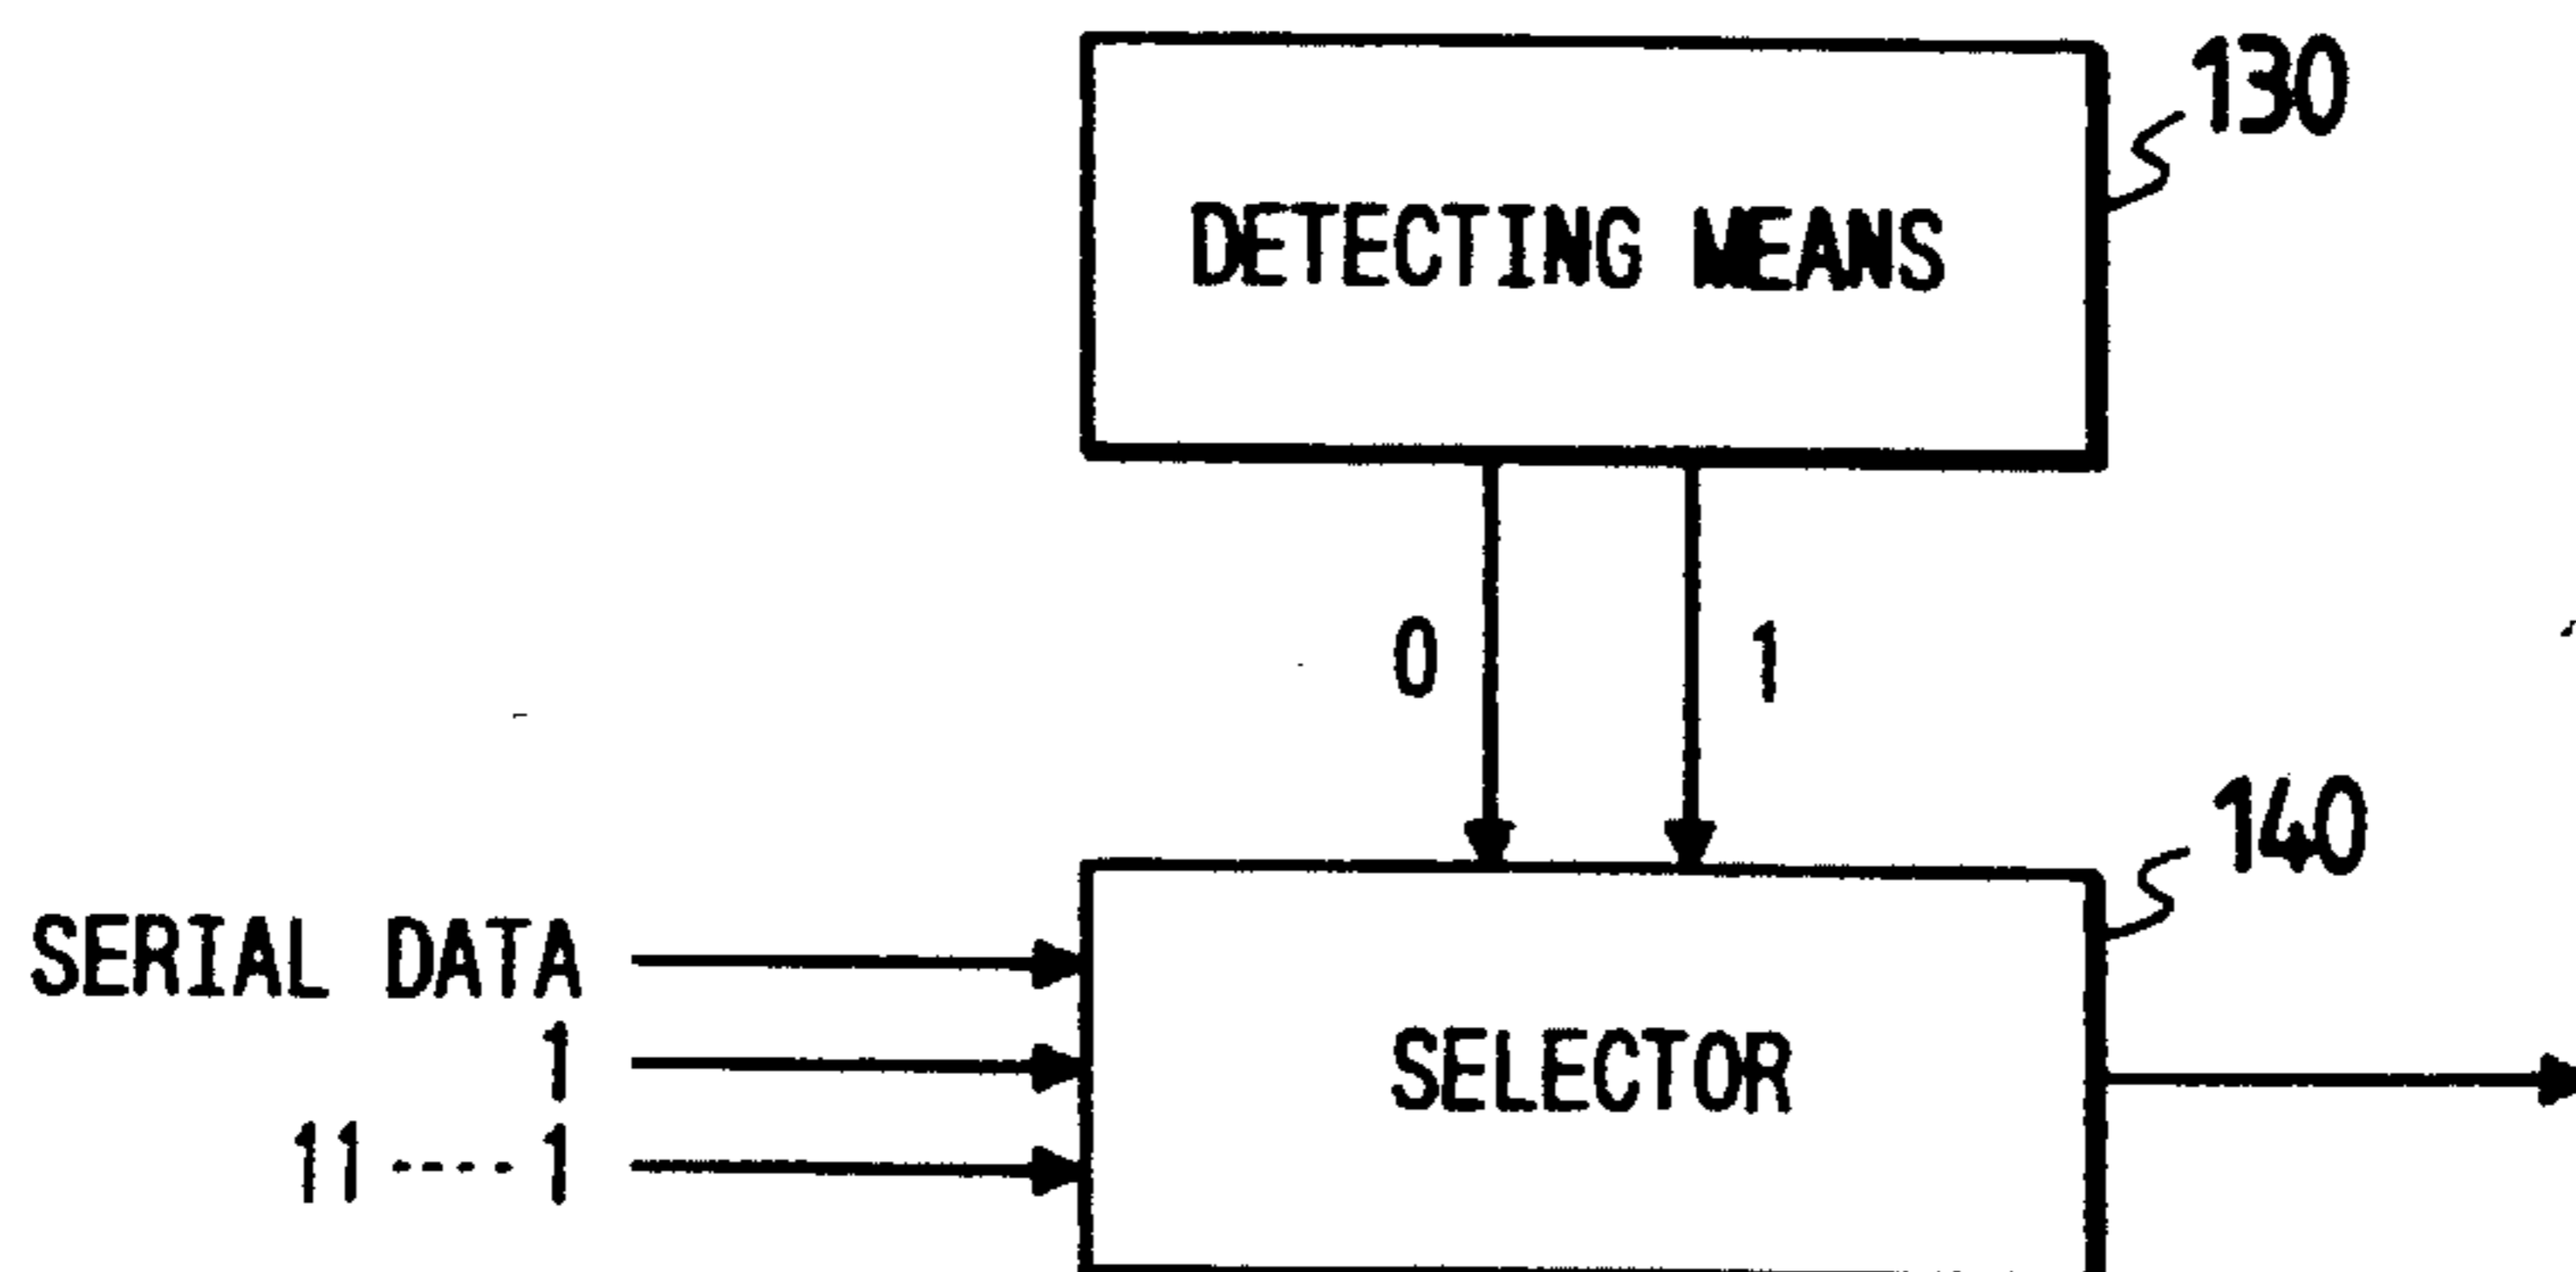 130
DETECTING MEANS
0 1
140
SERIAL DATA
1
SELECTOR
11----1